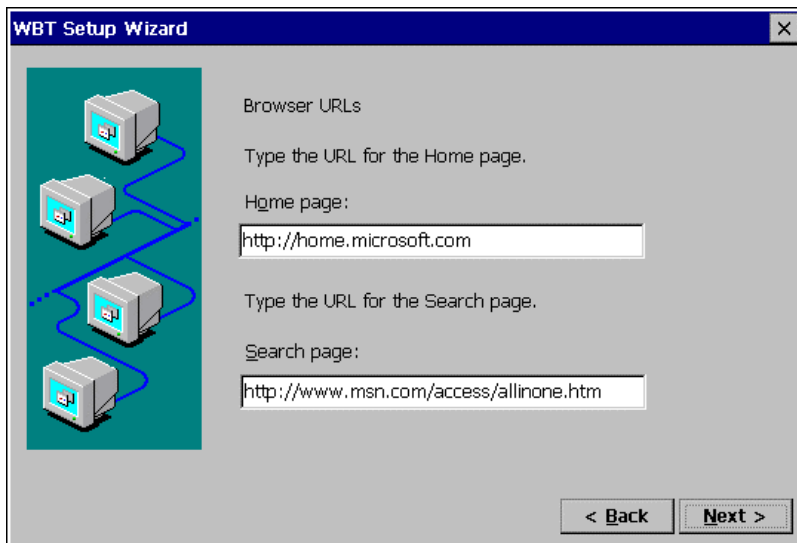 WBT Setup Wizard
Browser URLs
Type the URL for the Home page.
Home page:
http://home.microsoft.com
Type the URL for the Search page.
Search page:
http://www.msn.com/access/allinone.htm
< Back
Next >